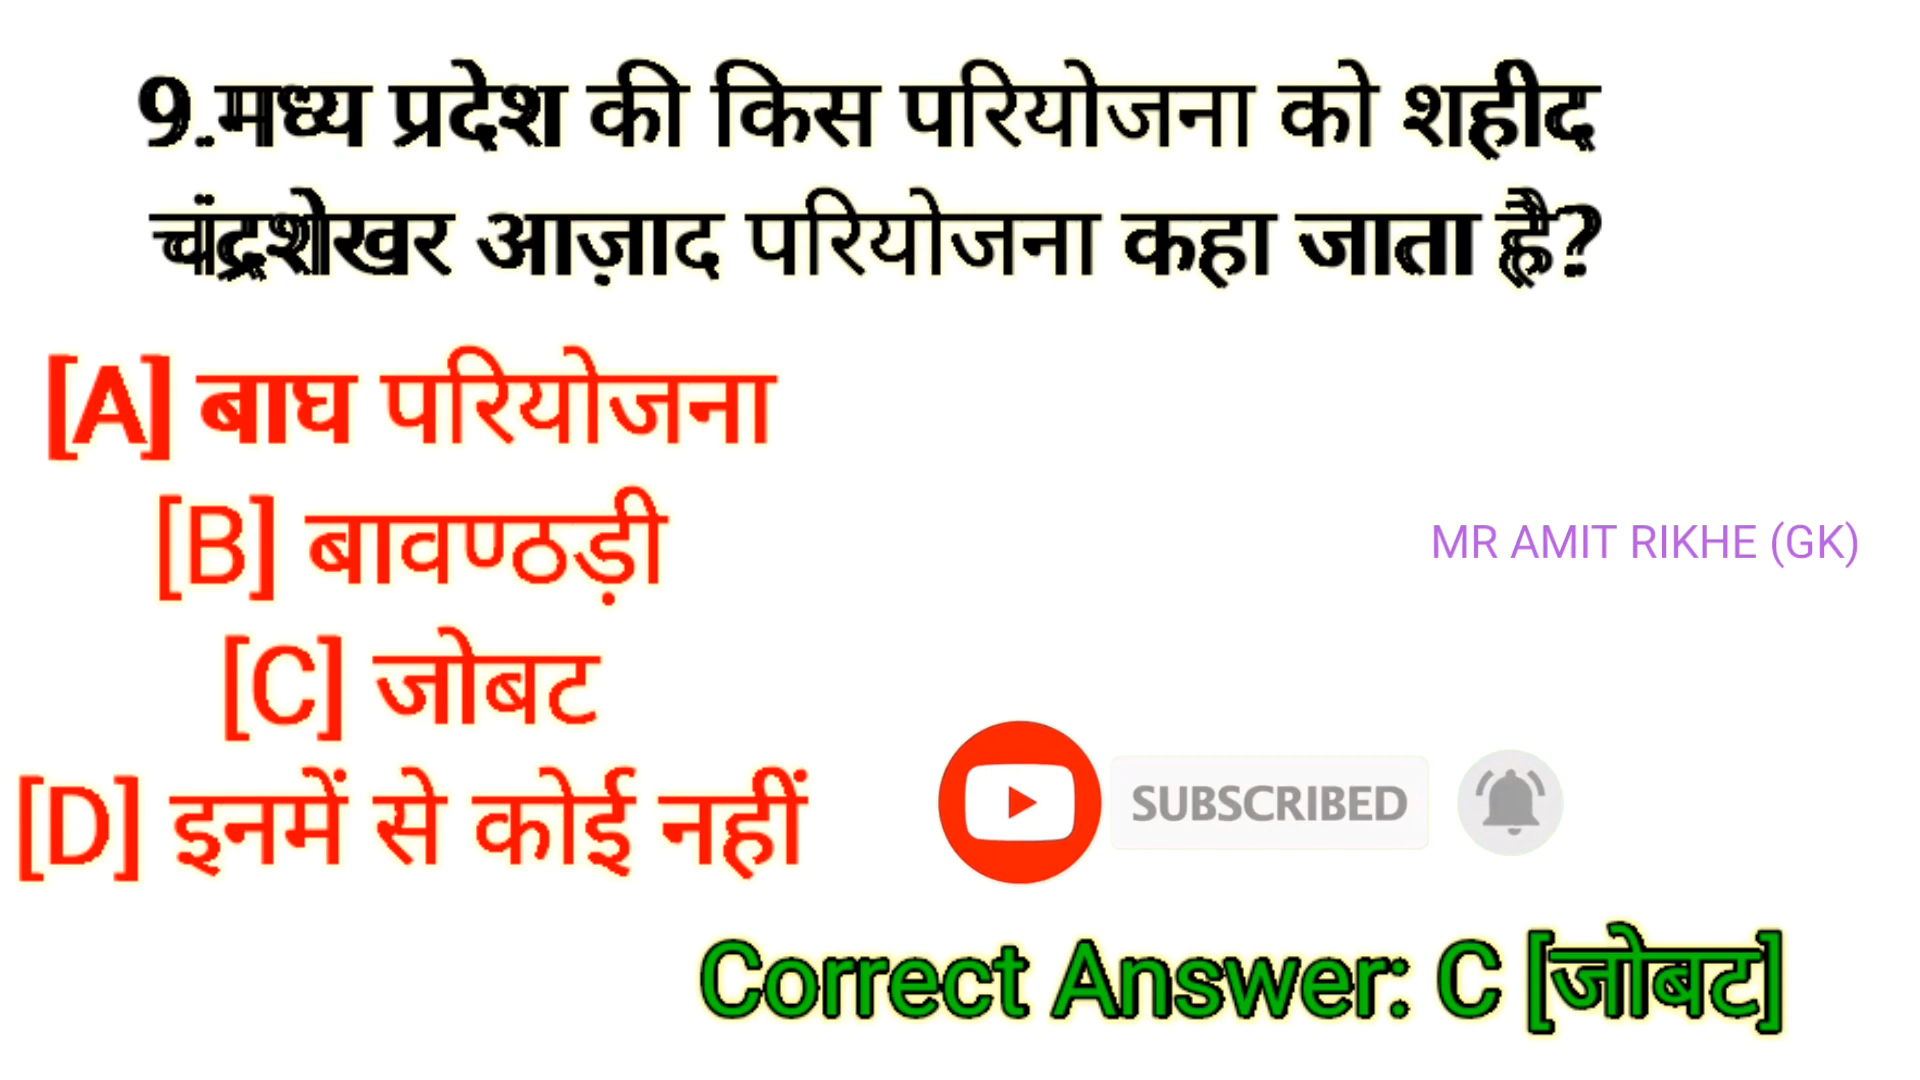 9.मध्य प्रदेश की किस परियोजना को शहीद
चंद्रशेखर आज़ाद परियोजना कहा जाता है?
[A] बाघ परियोजना
[B] बावण्ठड़ी
MR AMIT RIKHE (GK)
[C] जोबट
[D] इनमें से कोई नहीं
SUBSCRIBED
Correct Answer: C [जोबट]